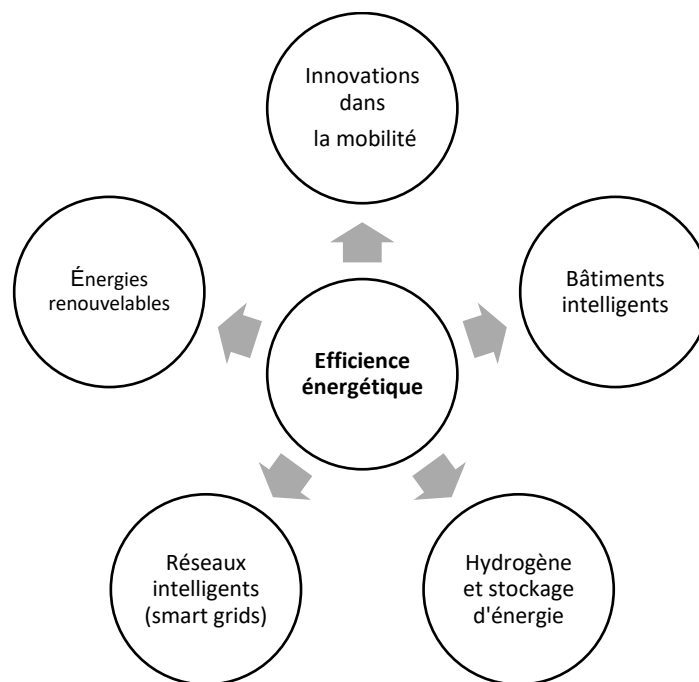 Innovations
dans
la mobilité
Énergies
renouvelables
Bâtiments
intelligents
Efficience
énergétique
Réseaux
intelligents
(smart grids)
Hydrogène
et stockage
d'énergie